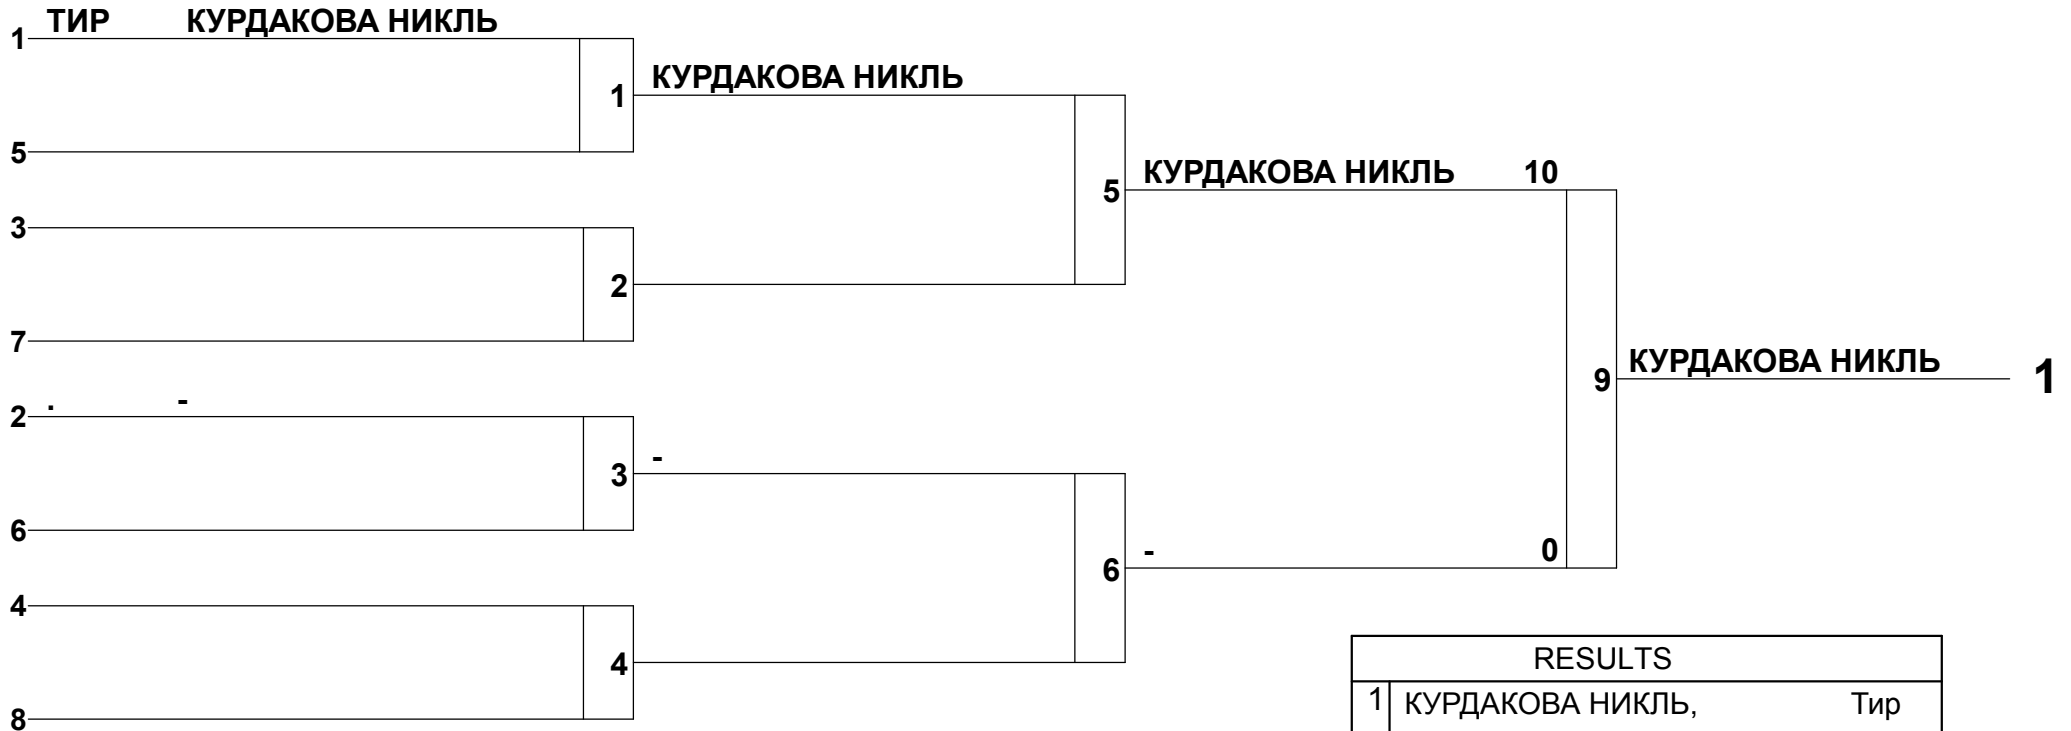 1 ТИР КУРДАКОВА НИКЛЬ
1 КУРДАКОВА НИКЛЬ
5
5 КУРДАКОВА НИКЛЬ 10
3
2
7
9 КУРДАКОВА НИКЛЬ 1
2 . -
3 -
6
6 - 0
4
4
8
RESULTS
1 КУРДАКОВА НИКЛЬ, Тир